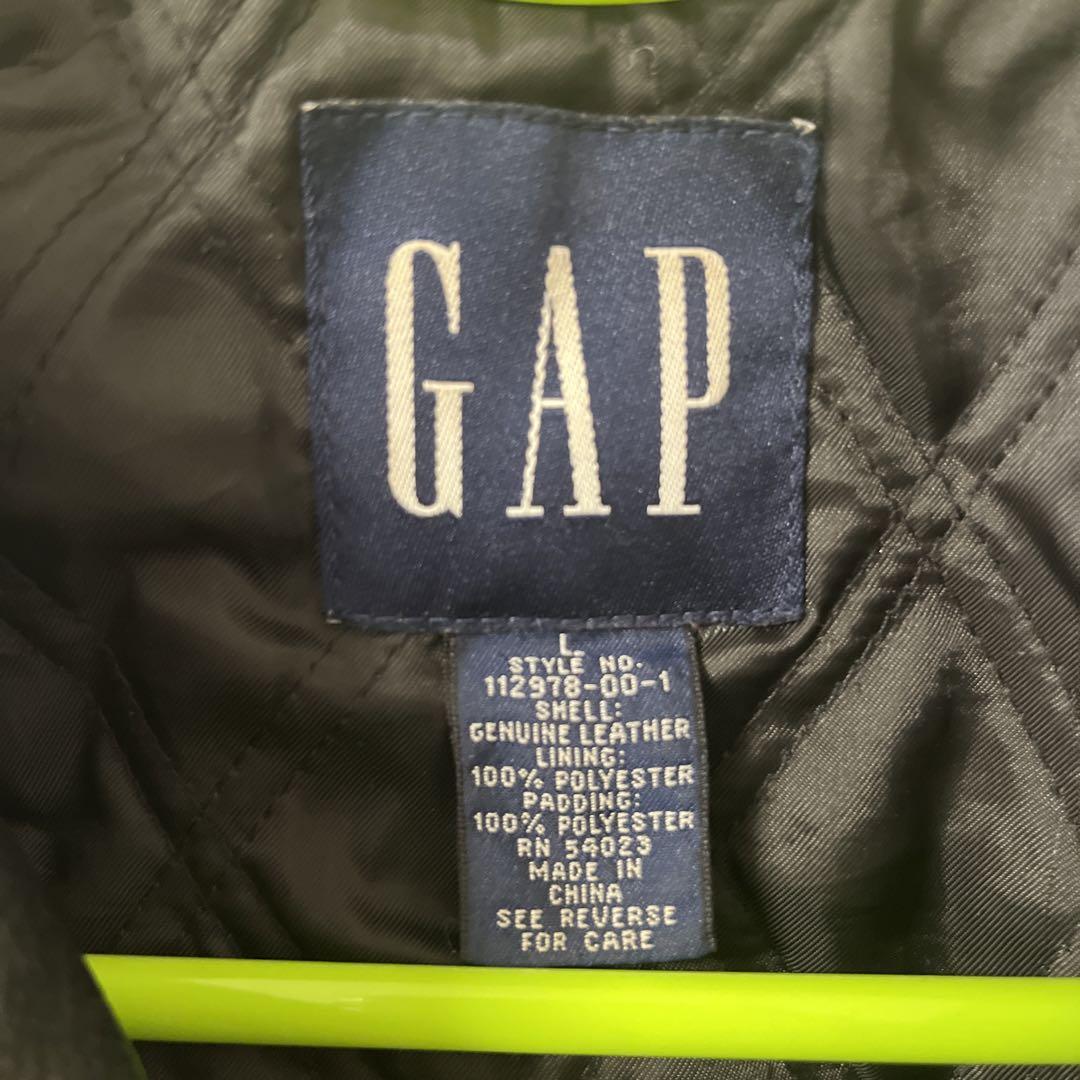 GAP
L.
STYLE NO.
112978-00-1
SHELL:
GENUINE LEATHER
LINING:
100% POLYESTER
PADDING:
100% POLYESTER
RN 54023
MADE IN
CHINA
SEE REVERSE
FOR CARE